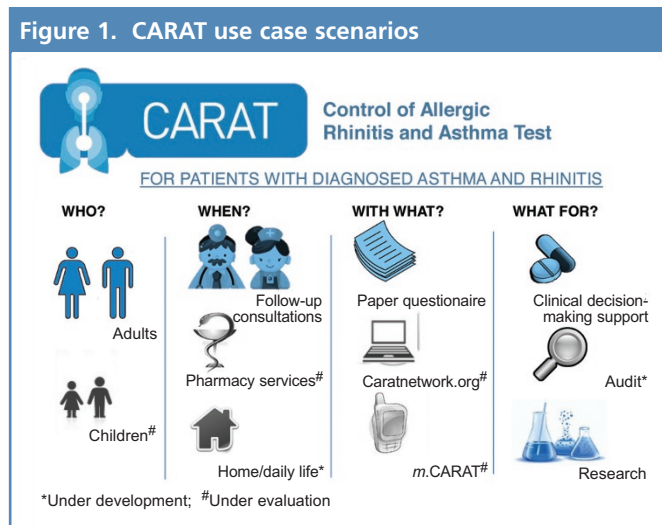 Figure 1. CARAT use case scenarios
CARAT
Control of Allergic
Rhinitis and Asthma Test
FOR PATIENTS WITH DIAGNOSED ASTHMA AND RHINITIS
WHO?
Adults
Children#
WHEN?
Follow-up
consultations
Pharmacy services#
Home/daily life*
WITH WHAT?
Paper questionaire
Caratnetwork.org#
m.CARAT#
WHAT FOR?
Clinical decision-
making support
Audit*
Research
*Under development; #Under evaluation